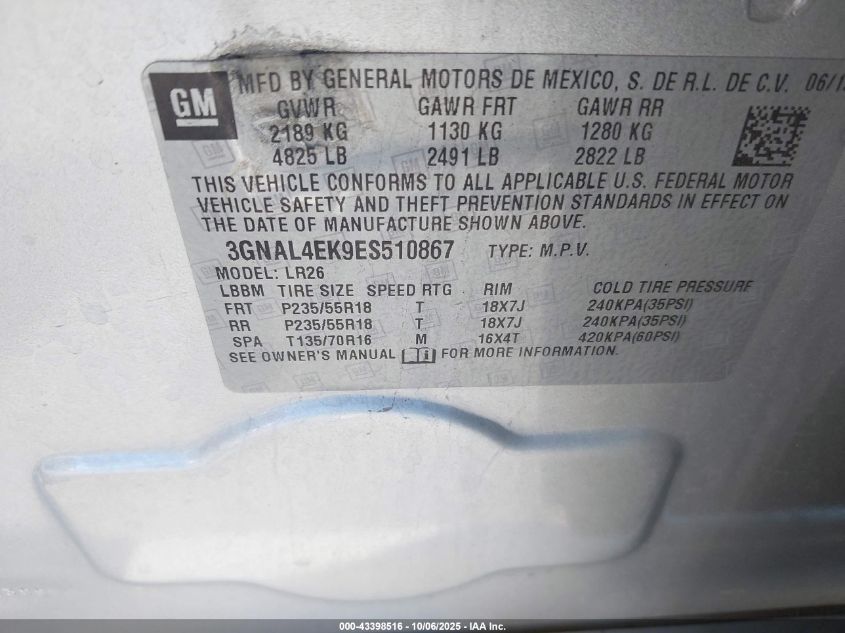 GM
MFD BY GENERAL MOTORS DE MEXICO, S. DE R.L. DE C.V. 06/1
GVWR GAWR FRT GAWR RR
2189 KG 1130 KG 1280 KG
4825 LB 2491 LB 2822 LB
THIS VEHICLE CONFORMS TO ALL APPLICABLE U.S. FEDERAL MOTOR
VEHICLE SAFETY AND THEFT PREVENTION STANDARDS IN EFFECT ON
THE DATE OF MANUFACTURE SHOWN ABOVE.
3GNAL4EK9ES510867 TYPE: M.P.V.
MODEL: LR26
LBBM TIRE SIZE SPEED RTG RIM COLD TIRE PRESSURE
FRT P235/55R18 T 18X7J 240KPA(35PSI)
RR P235/55R18 T 18X7J 240KPA(35PSI)
SPA T135/70R16 M 16X4T 420KPA(60PSI)
SEE OWNER'S MANUAL FOR MORE INFORMATION.
000-43398516 - 10/06/2025 - IAA Inc.